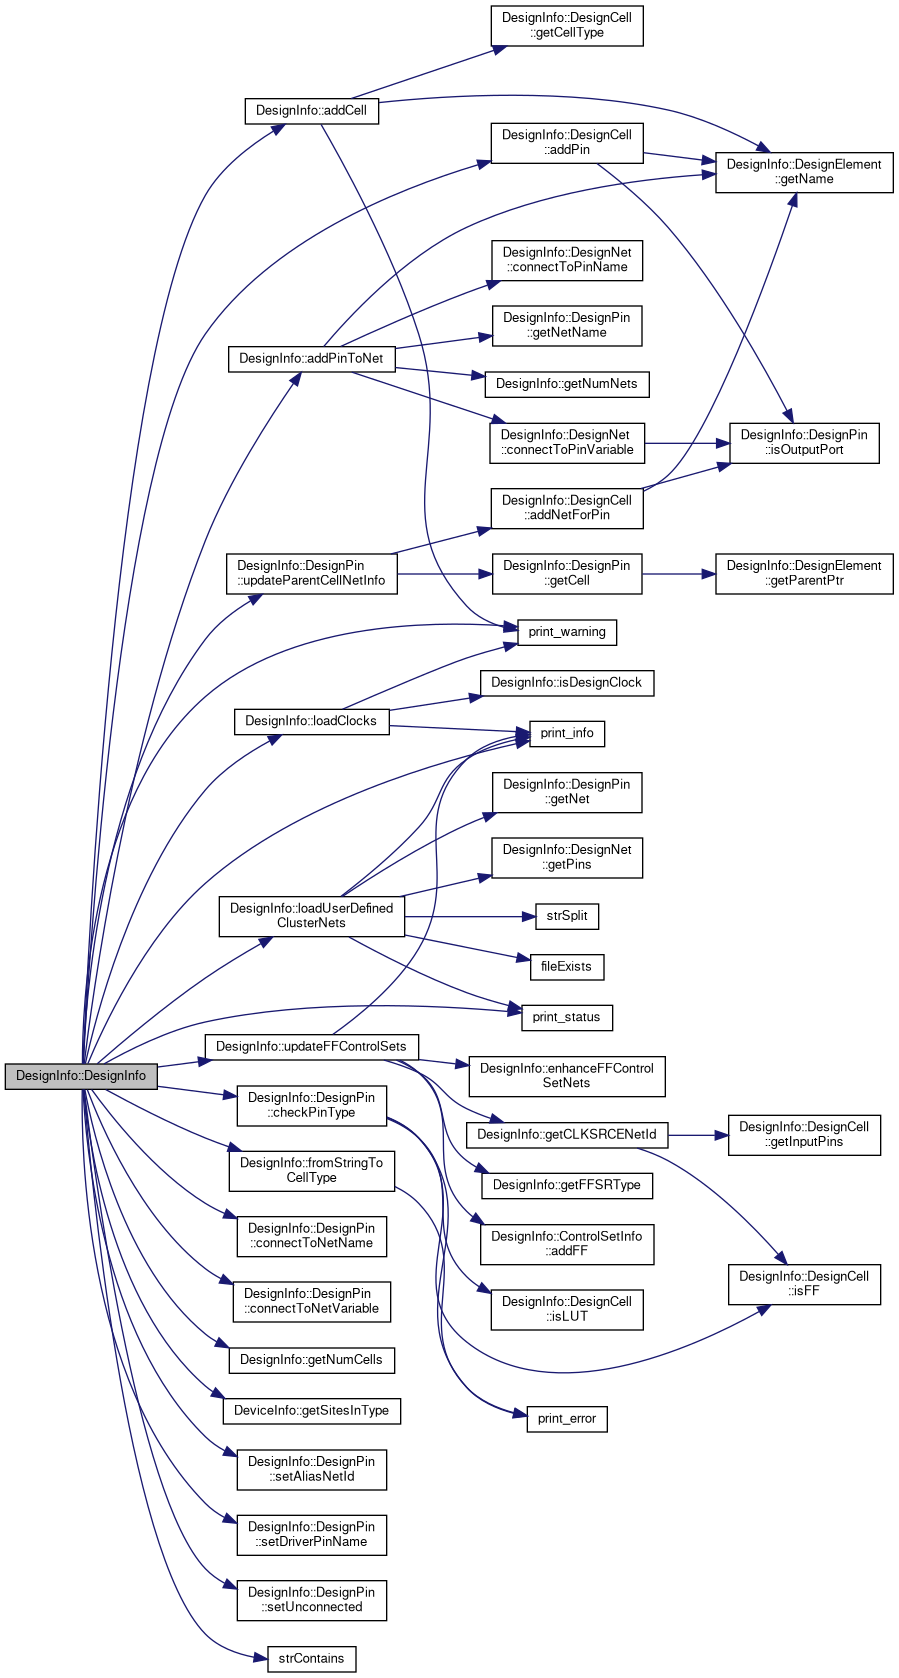 DesignInfo::DesignCell
::getCellType
DesignInfo::addCell
DesignInfo::DesignCell
::addPin
DesignInfo::DesignElement
::getName
DesignInfo::DesignNet
::connectToPinName
DesignInfo::DesignPin
::getNetName
DesignInfo::addPinToNet
DesignInfo::getNumNets
DesignInfo::DesignNet
::connectToPinVariable
DesignInfo::DesignPin
::isOutputPort
DesignInfo::DesignCell
::addNetForPin
DesignInfo::DesignPin
::updateParentCellNetInfo
DesignInfo::DesignPin
::getCell
DesignInfo::DesignElement
::getParentPtr
print_warning
DesignInfo::isDesignClock
DesignInfo::loadClocks
print_info
DesignInfo::DesignPin
::getNet
DesignInfo::DesignNet
::getPins
DesignInfo::loadUserDefined
ClusterNets
strSplit
fileExists
print_status
DesignInfo::updateFFControlSets
DesignInfo::DesignInfo
DesignInfo::enhanceFFControl
SetNets
DesignInfo::DesignPin
::checkPinType
DesignInfo::getCLKSRCENetId
DesignInfo::DesignCell
::getInputPins
DesignInfo::fromStringTo
CellType
DesignInfo::getFFSRType
DesignInfo::DesignPin
::connectToNetName
DesignInfo::ControlSetInfo
::addFF
DesignInfo::DesignCell
::isFF
DesignInfo::DesignPin
::connectToNetVariable
DesignInfo::DesignCell
::isLUT
DesignInfo::getNumCells
DeviceInfo::getSitesInType
print_error
DesignInfo::DesignPin
::setAliasNetId
DesignInfo::DesignPin
::setDriverPinName
DesignInfo::DesignPin
::setUnconnected
strContains